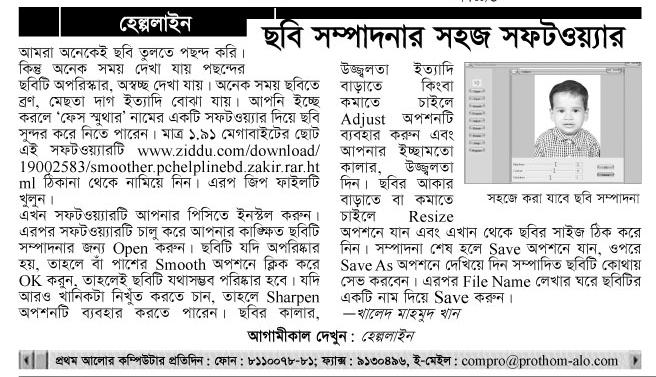 হেল্পলাইন
ছবি সম্পাদনার সহজ সফটওয়্যার
আমরা অনেকেই ছবি তুলতে পছন্দ করি।
কিন্তু অনেক সময় দেখা যায় পছন্দের
ছবিটি অপরিস্কার, অস্বচ্ছ দেখা যায়। অনেক সময় ছবিতে
ব্রণ, মেছতা দাগ ইত্যাদি বোঝা যায়। আপনি ইচ্ছে
করলে ‘ফেস স্মুথার’ নামের একটি সফটওয়্যার দিয়ে ছবি
সুন্দর করে নিতে পারেন। মাত্র ১.৯১ মেগাবাইটের ছোট
এই সফটওয়্যারটি www.ziddu.com/download/
19002583/smoother.pchelplinebd.zakir.rar.ht
ml ঠিকানা থেকে নামিয়ে নিন। এরপ জিপ ফাইলটি
খুলুন।
এখন সফটওয়্যারটি আপনার পিসিতে ইনস্টল করুন।
এরপর সফটওয়্যারটি চালু করে আপনার কাঙ্ক্ষিত ছবিটি
সম্পাদনার জন্য Open করুন। ছবিটি যদি অপরিষ্কার
হয়, তাহলে বাঁ পাশের Smooth অপশনে ক্লিক করে
OK করুন, তাহলেই ছবিটি যথাসম্ভব পরিষ্কার হবে। যদি
আরও খানিকটা নিখুঁত করতে চান, তাহলে Sharpen
অপশনটি ব্যবহার করতে পারেন। ছবির কালার,
উজ্জ্বলতা ইত্যাদি
বাড়াতে কিংবা
কমাতে চাইলে
Adjust অপশনটি
ব্যবহার করুন এবং
আপনার ইচ্ছামতো
কালার, উজ্জ্বলতা
দিন। ছবির আকার
বাড়াতে বা কমাতে
চাইলে Resize
অপশনে যান এবং এখান থেকে ছবির সাইজ ঠিক করে
নিন। সম্পাদনা শেষ হলে Save অপশনে যান, ওপরে
Save As অপশনে দেখিয়ে দিন সম্পাদিত ছবিটি কোথায়
সেভ করবেন। এরপর File Name লেখার ঘরে ছবিটির
একটি নাম দিয়ে Save করুন।
—খালেদ মাহমুদ খান
সহজে করা যাবে ছবি সম্পাদনা
আগামীকাল দেখুন : হেল্পলাইন
প্রথম আলোর কম্পিউটার প্রতিদিন : ফোন : ৮১১০০৭৮-৮১; ফ্যাক্স : ৯১৩০৪৯৬, ই-মেইল : compro@prothom-alo.com